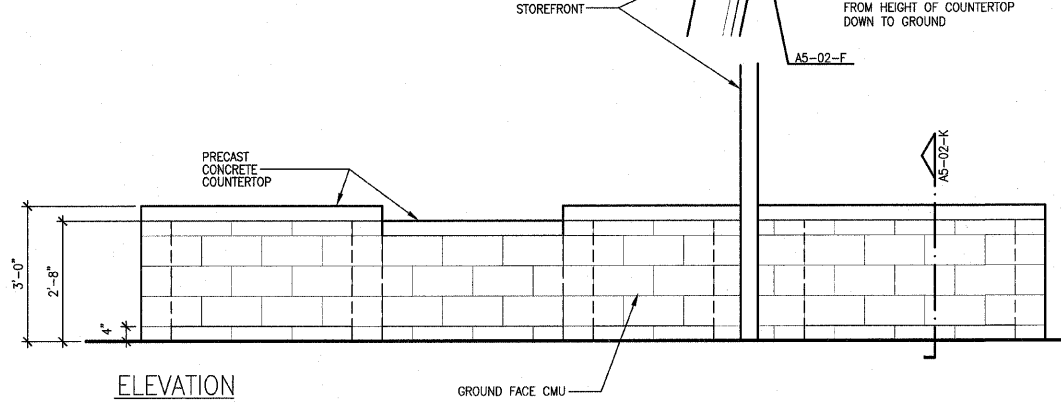 STOREFRONT
FROM HEIGHT OF COUNTERTOP
DOWN TO GROUND
A5-02-F
PRECAST
CONCRETE
COUNTERTOP
A5-02-K
3'-0"
2'-8"
4"
ELEVATION
GROUND FACE CMU